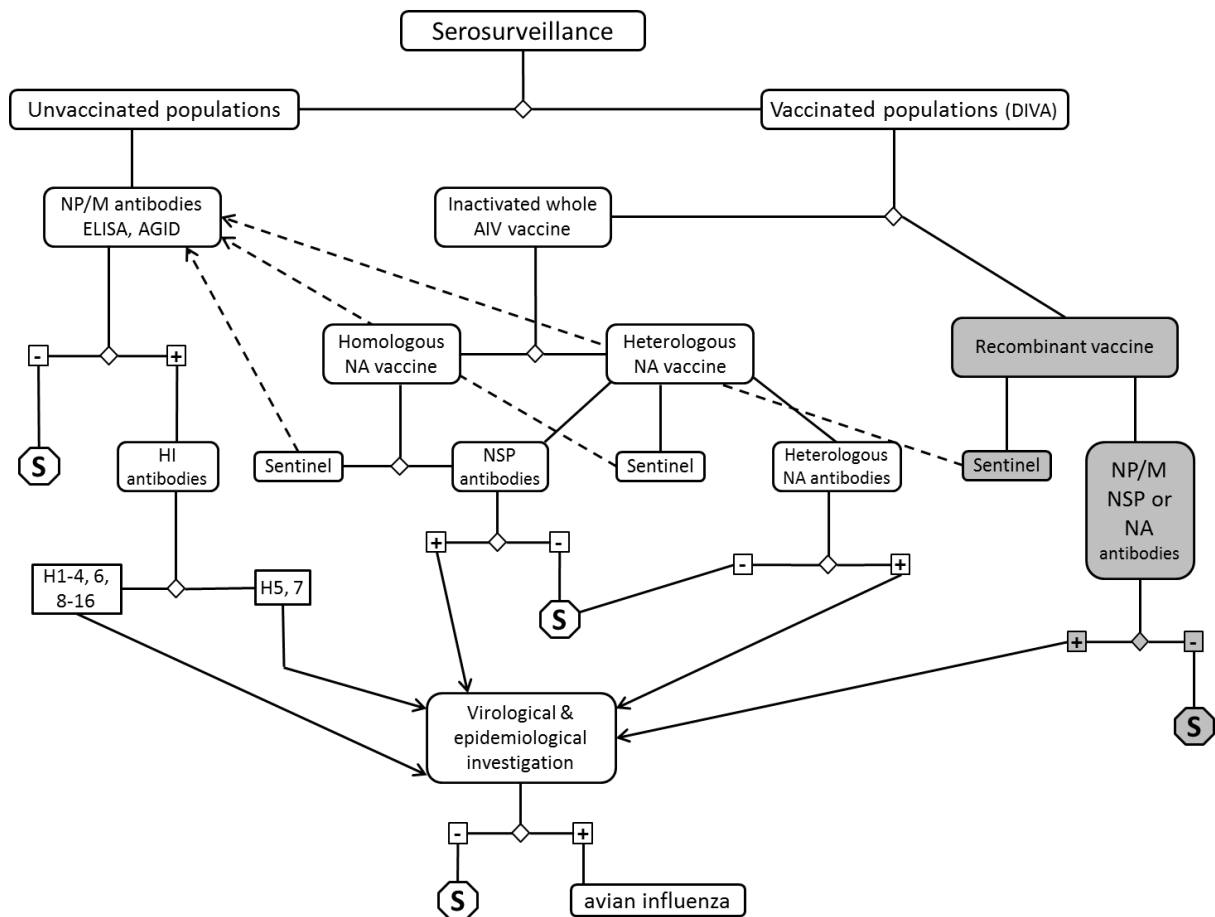 Serosurveillance
Unvaccinated populations
Vaccinated populations (DIVA)
NP/M antibodies
ELISA, AGID
Inactivated whole
AIV vaccine
Homologous
NA vaccine
Heterologous
NA vaccine
Recombinant vaccine
-
+
S
HI
antibodies
Sentinel
NSP
antibodies
Sentinel
Heterologous
NA antibodies
Sentinel
NP/M
NSP or
NA
antibodies
+
-
-
+
S
H1-4, 6,
8-16
H5, 7
+
-
S
Virological &
epidemiological
investigation
-
+
S
avian influenza